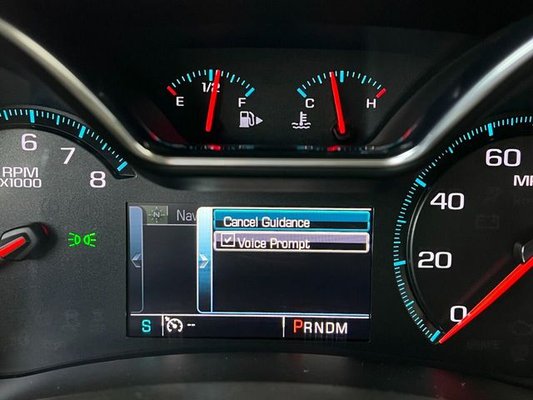 1/2
E F
C H
6 7 8
RPM
X1000
60
40
20
0
N Nav
Cancel Guidance
Voice Prompt
S --
PRNDM